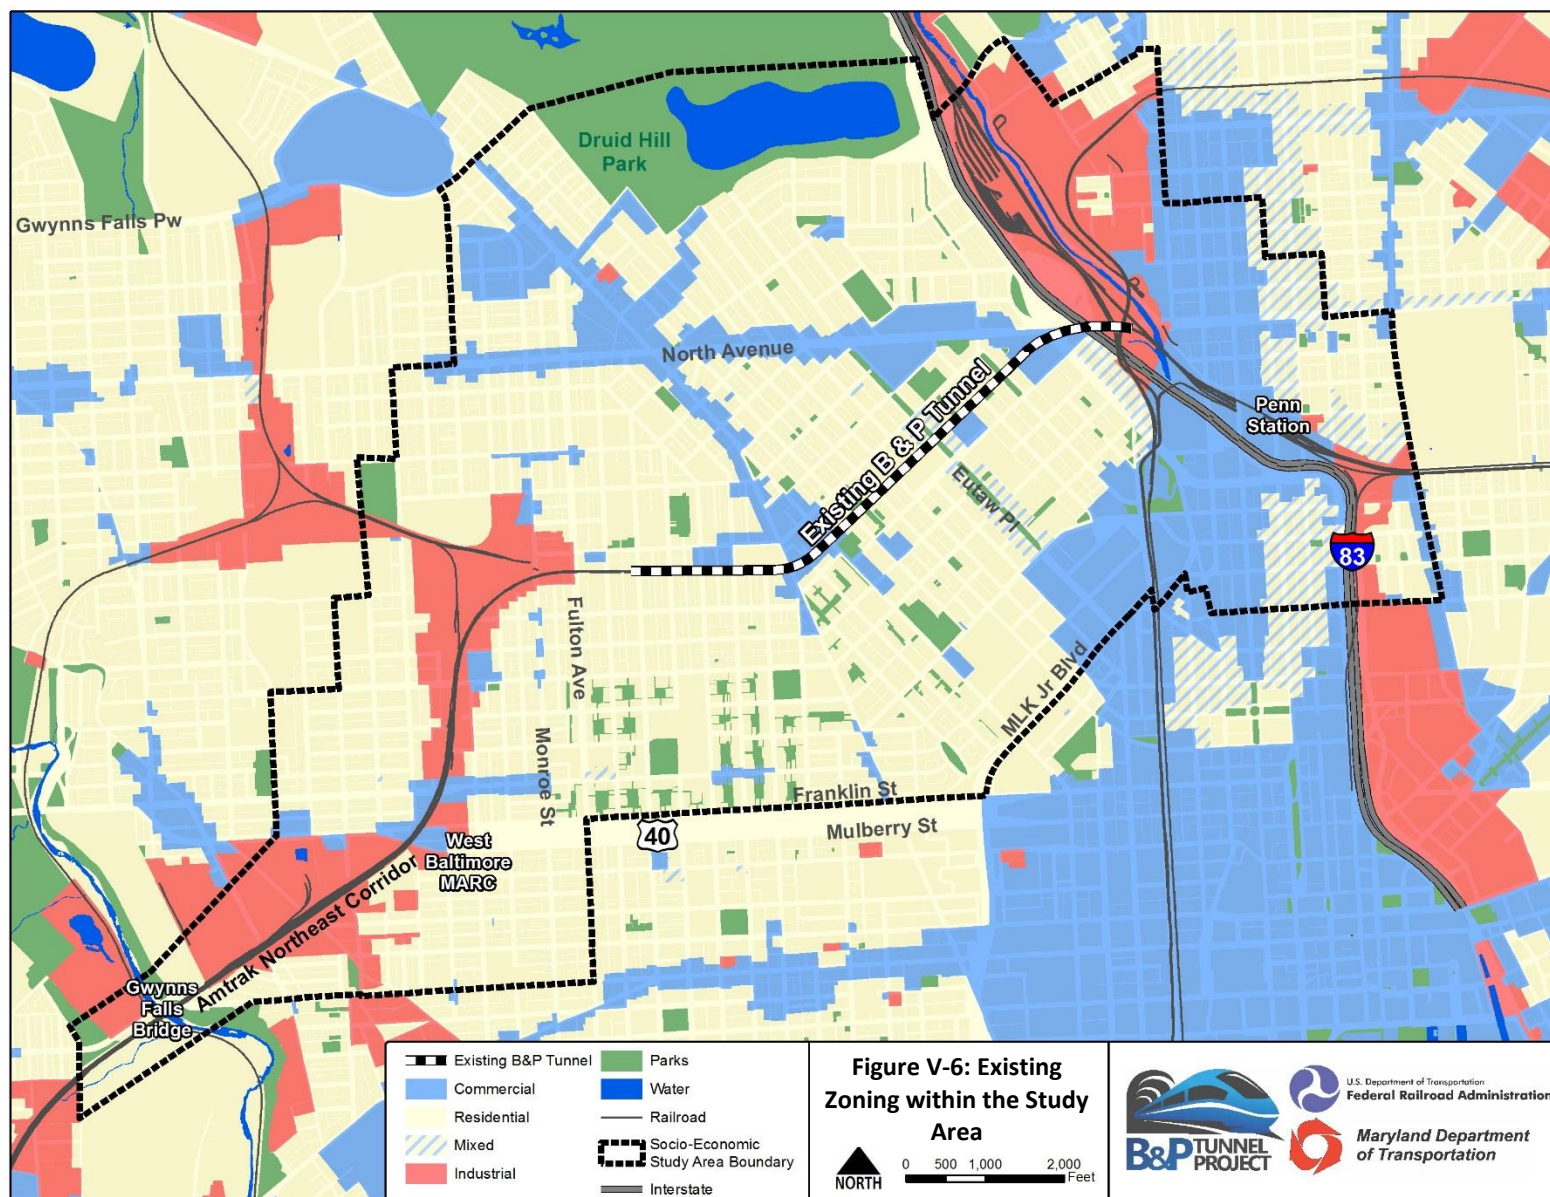 Druid Hill
Park
Gwynns Falls Pw
North Avenue
Existing B & P Tunnel
Penn
Station
Eutaw Pl
83
Fulton Ave
MLK Jr Blvd
Monroe St
Franklin St
40
Mulberry St
West
Baltimore
MARC
Amtrak Northeast Corridor
Gwynns
Falls
Bridge
Existing B&P Tunnel
Commercial
Residential
Mixed
Industrial
Parks
Water
Railroad
Socio-Economic
Study Area Boundary
Interstate
Figure V-6: Existing
Zoning within the Study
Area
NORTH
0 500 1,000 2,000
Feet
B&P TUNNEL
PROJECT
U.S. Department of Transportation
Federal Railroad Administration
Maryland Department
of Transportation